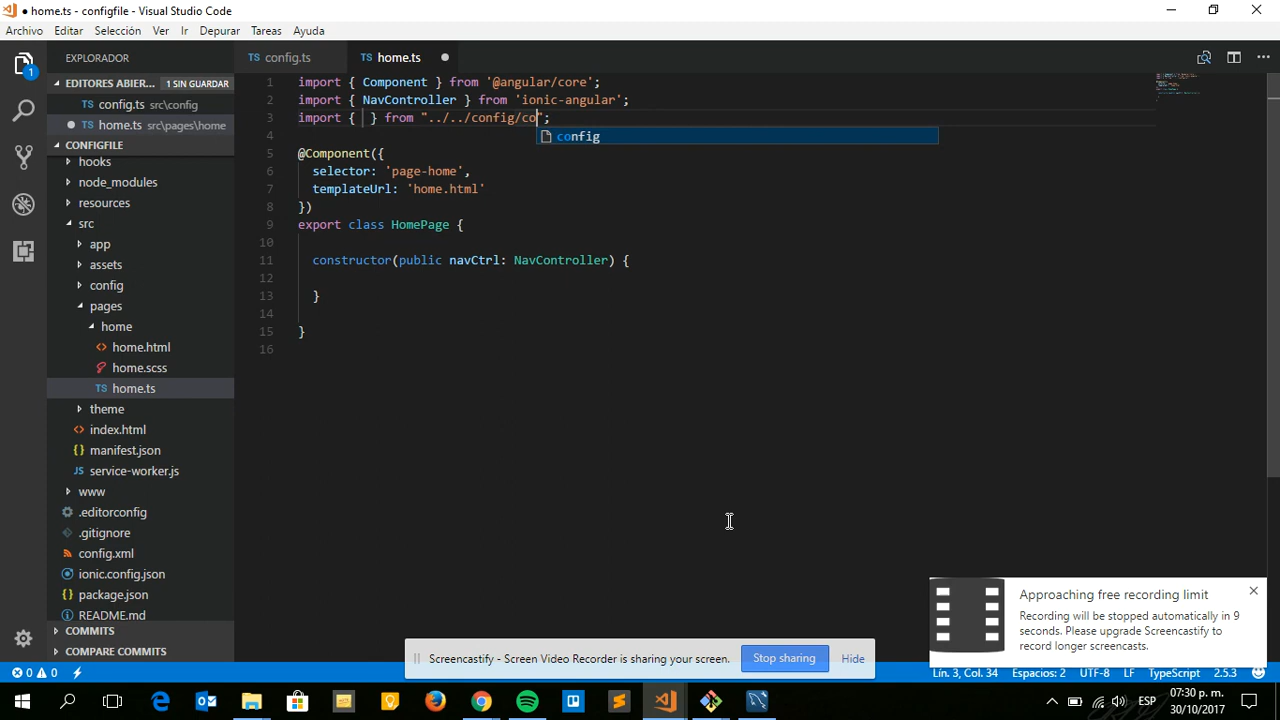 ● home.ts - configfile - Visual Studio Code
Archivo Editar Selección Ver Ir Depurar Tareas Ayuda
EXPLORADOR
EDITORES ABIER... 1 SIN GUARDAR
config.ts src\config
● home.ts src\pages\home
CONFIGFILE
hooks
node_modules
resources
src
app
assets
config
pages
home
home.html
home.scss
TS home.ts
theme
index.html
manifest.json
JS service-worker.js
www
.editorconfig
.gitignore
config.xml
ionic.config.json
package.json
README.md
COMMITS
COMPARE COMMITS
TS config.ts TS home.ts ●
1 import { Component } from '@angular/core';
2 import { NavController } from 'ionic-angular';
3 import { } from "../../config/co";
config
4
5 @Component({
6 selector: 'page-home',
7 templateUrl: 'home.html'
8 })
9 export class HomePage {
10
11 constructor(public navCtrl: NavController) {
12
13 }
14
15 }
16
Approaching free recording limit
Recording will be stopped automatically in 9
seconds. Please upgrade Screencastify to
record longer screencasts.
Screencastify - Screen Video Recorder is sharing your screen. Stop sharing Hide
0 0 Lín. 3, Col. 34 Espacios: 2 UTF-8 LF TypeScript 2.5.3
1
ESP 07:30 p. m.
30/10/2017